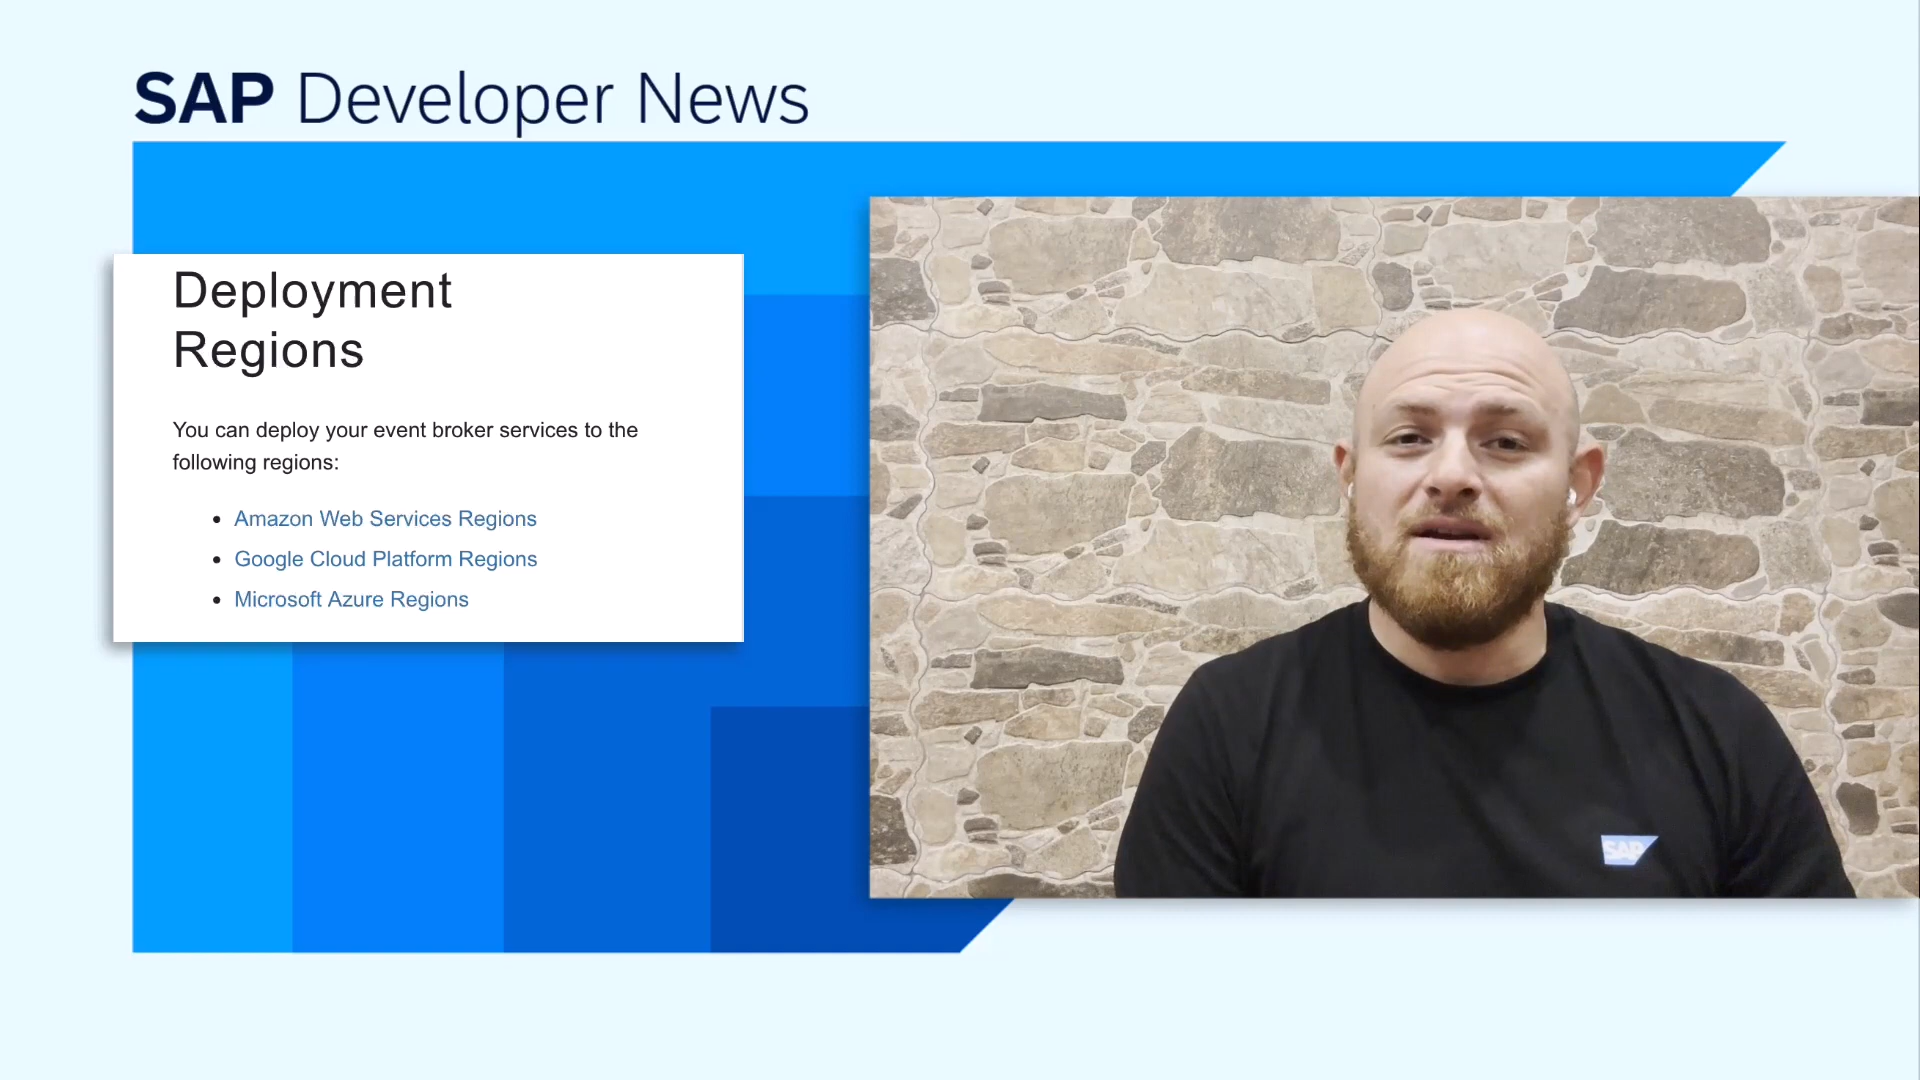 SAP Developer News
Deployment
Regions
You can deploy your event broker services to the
following regions:
• Amazon Web Services Regions
• Google Cloud Platform Regions
• Microsoft Azure Regions
SAP